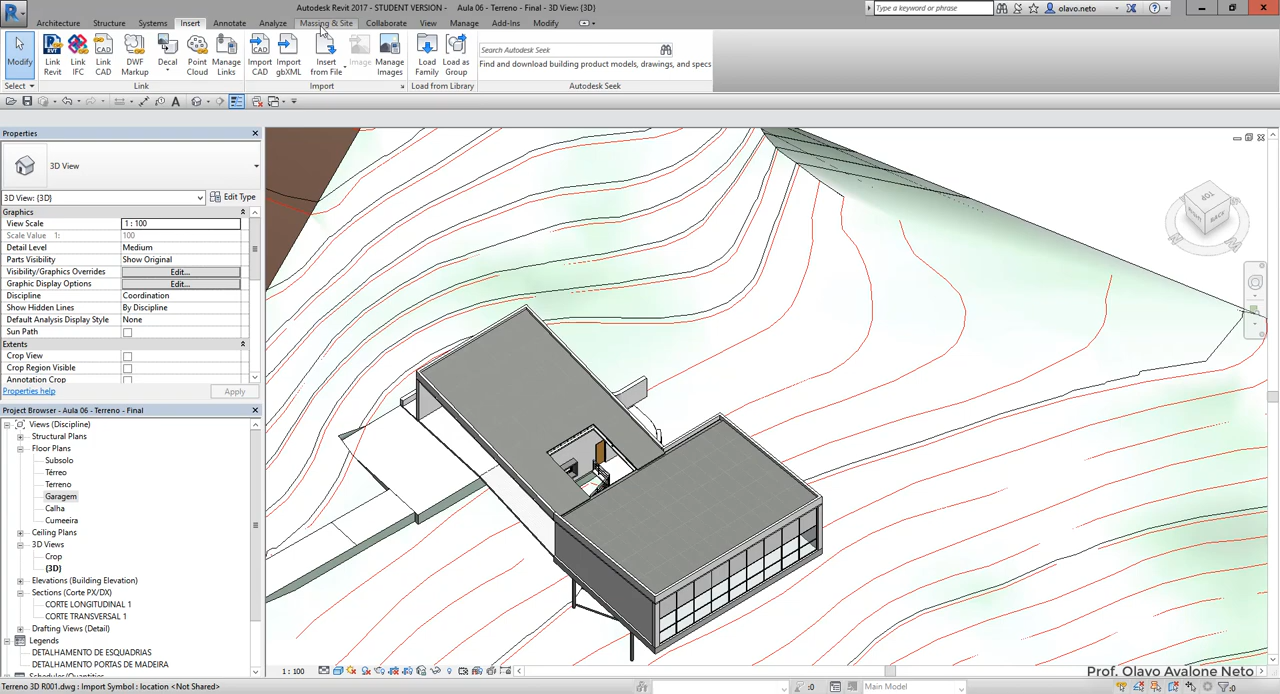 Autodesk Revit 2017 - STUDENT VERSION - Aula 06 - Terreno - Final - 3D View: {3D}
Type a keyword or phrase
olavo.neto
Architecture Structure Systems Insert Annotate Analyze Massing & Site Collaborate View Manage Add-Ins Modify
Modify
Link Revit
Link IFC
Link CAD
DWF Markup
Decal
Point Cloud
Manage Links
Import CAD
Import gbXML
Insert from File
Image
Manage Images
Load Family
Load as Group
Search Autodesk Seek
Find and download building product models, drawings, and specs
Select
Link
Import
Load from Library
Autodesk Seek
Properties
3D View
3D View: {3D}
Edit Type
Graphics
View Scale 1 : 100
Scale Value 1: 100
Detail Level Medium
Parts Visibility Show Original
Visibility/Graphics Overrides Edit...
Graphic Display Options Edit...
Discipline Coordination
Show Hidden Lines By Discipline
Default Analysis Display Style None
Sun Path
Extents
Crop View
Crop Region Visible
Annotation Crop
Properties help
Apply
Project Browser - Aula 06 - Terreno - Final
Views (Discipline)
Structural Plans
Floor Plans
Subsolo
Térreo
Terreno
Garagem
Calha
Cumeeira
Ceiling Plans
3D Views
Crop
{3D}
Elevations (Building Elevation)
Sections (Corte PX/DX)
CORTE LONGITUDINAL 1
CORTE TRANSVERSAL 1
Drafting Views (Detail)
Legends
DETALHAMENTO DE ESQUADRIAS
DETALHAMENTO PORTAS DE MADEIRA
TOP
BACK
1 : 100
Prof. Olavo Avalone Neto
Terreno 3D R001.dwg : Import Symbol : location <Not Shared>
:0
Main Model
:0